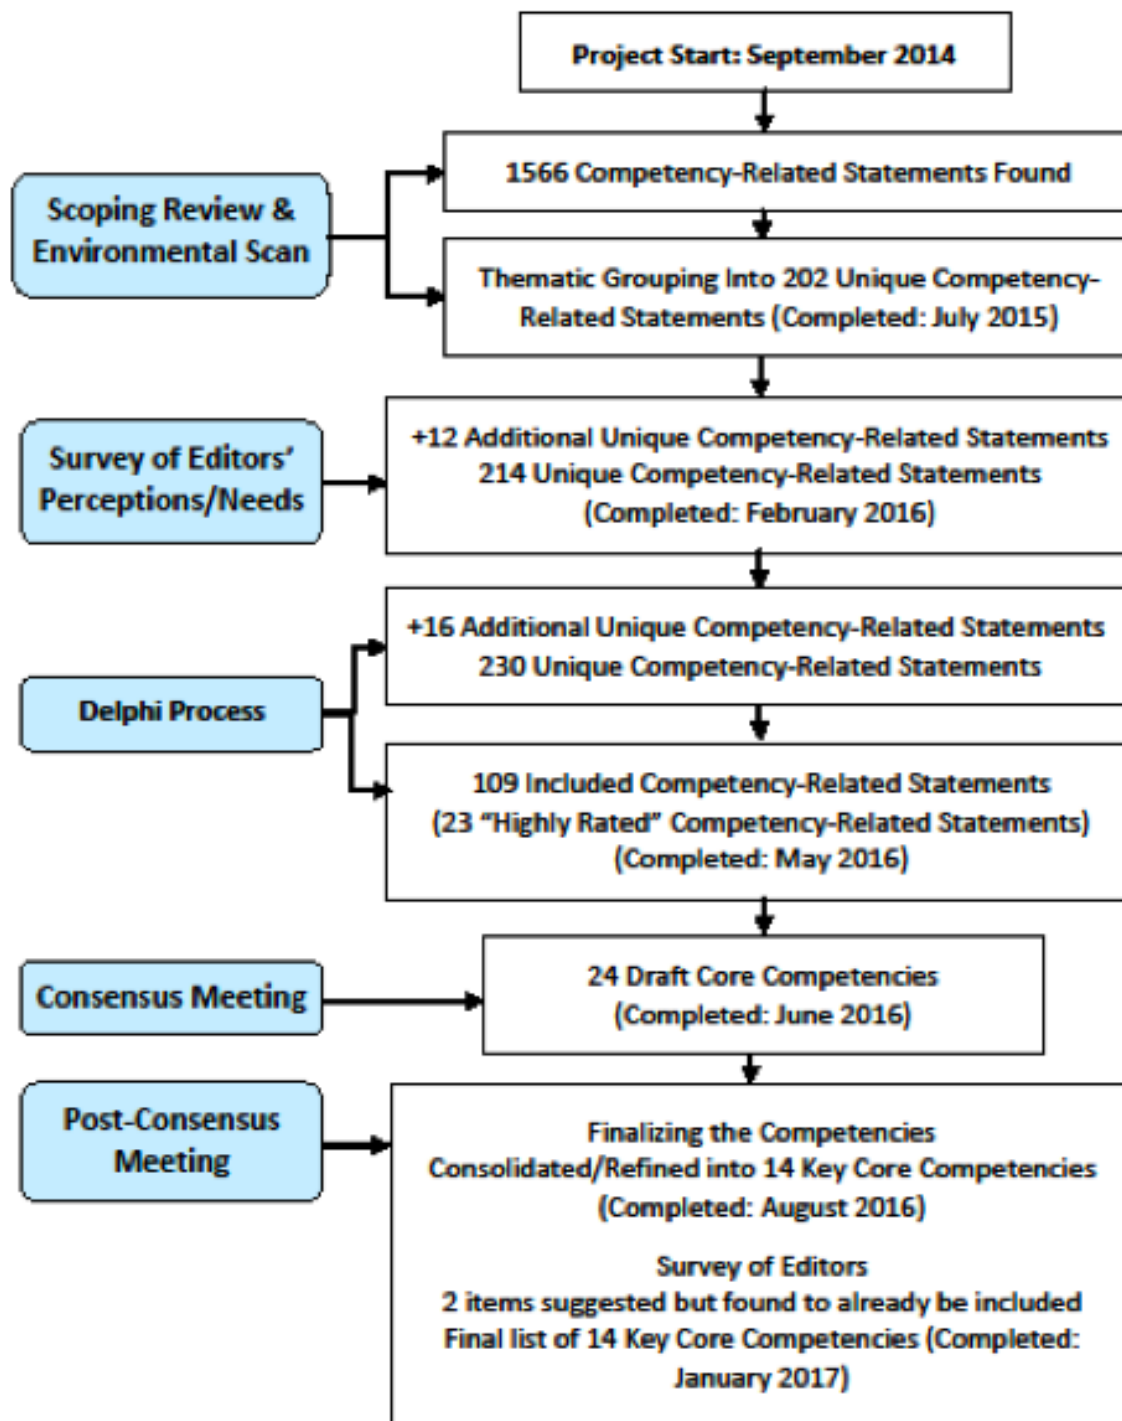 Project Start: September 2014
1566 Competency-Related Statements Found
Scoping Review &
Environmental Scan
Thematic Grouping Into 202 Unique Competency-
Related Statements (Completed: July 2015)
Survey of Editors’
Perceptions/Needs
+12 Additional Unique Competency-Related Statements
214 Unique Competency-Related Statements
(Completed: February 2016)
Delphi Process
+16 Additional Unique Competency-Related Statements
230 Unique Competency-Related Statements
109 Included Competency-Related Statements
(23 “Highly Rated” Competency-Related Statements)
(Completed: May 2016)
Consensus Meeting
24 Draft Core Competencies
(Completed: June 2016)
Post-Consensus
Meeting
Finalizing the Competencies
Consolidated/Refined into 14 Key Core Competencies
(Completed: August 2016)
Survey of Editors
2 items suggested but found to already be included
Final list of 14 Key Core Competencies (Completed:
January 2017)